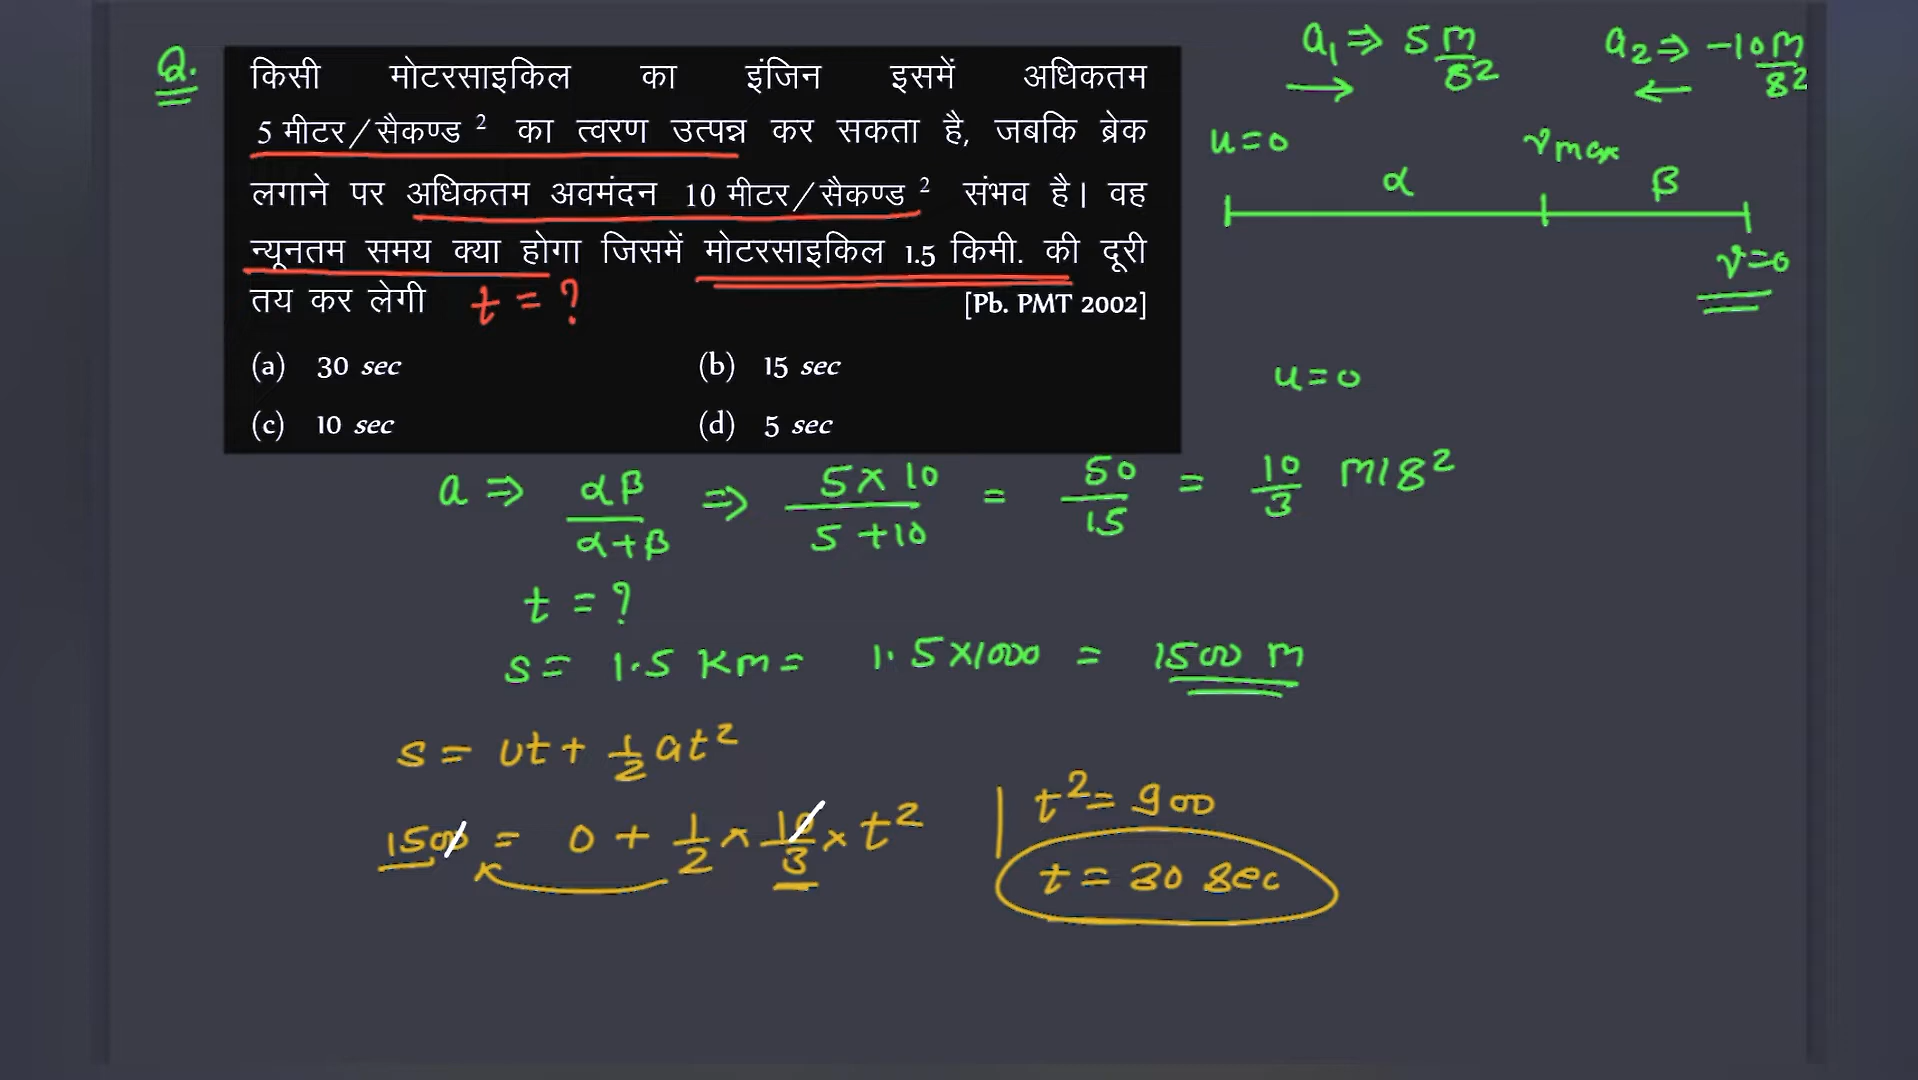 Q.
किसी मोटरसाइकिल का इंजिन इसमें अधिकतम
5 मीटर/सैकण्ड ² का त्वरण उत्पन्न कर सकता है, जबकि ब्रेक
लगाने पर अधिकतम अवमंदन 10 मीटर/सैकण्ड ² संभव है। वह
न्यूनतम समय क्या होगा जिसमें मोटरसाइकिल 1.5 किमी. की दूरी
तय कर लेगी t = ? [Pb. PMT 2002]
(a) 30 sec (b) 15 sec
(c) 10 sec (d) 5 sec
a₁ ⇒ 5 m/s² a₂ ⇒ -10 m/s²
u=0 vmax
α β
v=0
u=0
a ⇒ αβ/α+β ⇒ 5×10/5+10 = 50/15 = 10/3 m/s²
t = ?
s = 1.5 Km = 1.5×1000 = 1500 m
s = ut + 1/2 at²
1500 = 0 + 1/2 × 10/3 × t²
t² = 900
t = 30 sec